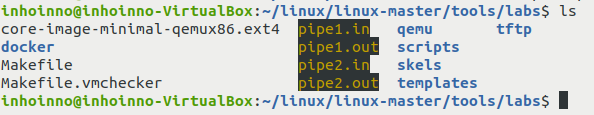 inhoinno@inhoinno-VirtualBox:~/linux/linux-master/tools/labs$ ls
core-image-minimal-qemux86.ext4 pipe1.in qemu tftp
docker pipe1.out scripts
Makefile pipe2.in skels
Makefile.vmchecker pipe2.out templates
inhoinno@inhoinno-VirtualBox:~/linux/linux-master/tools/labs$